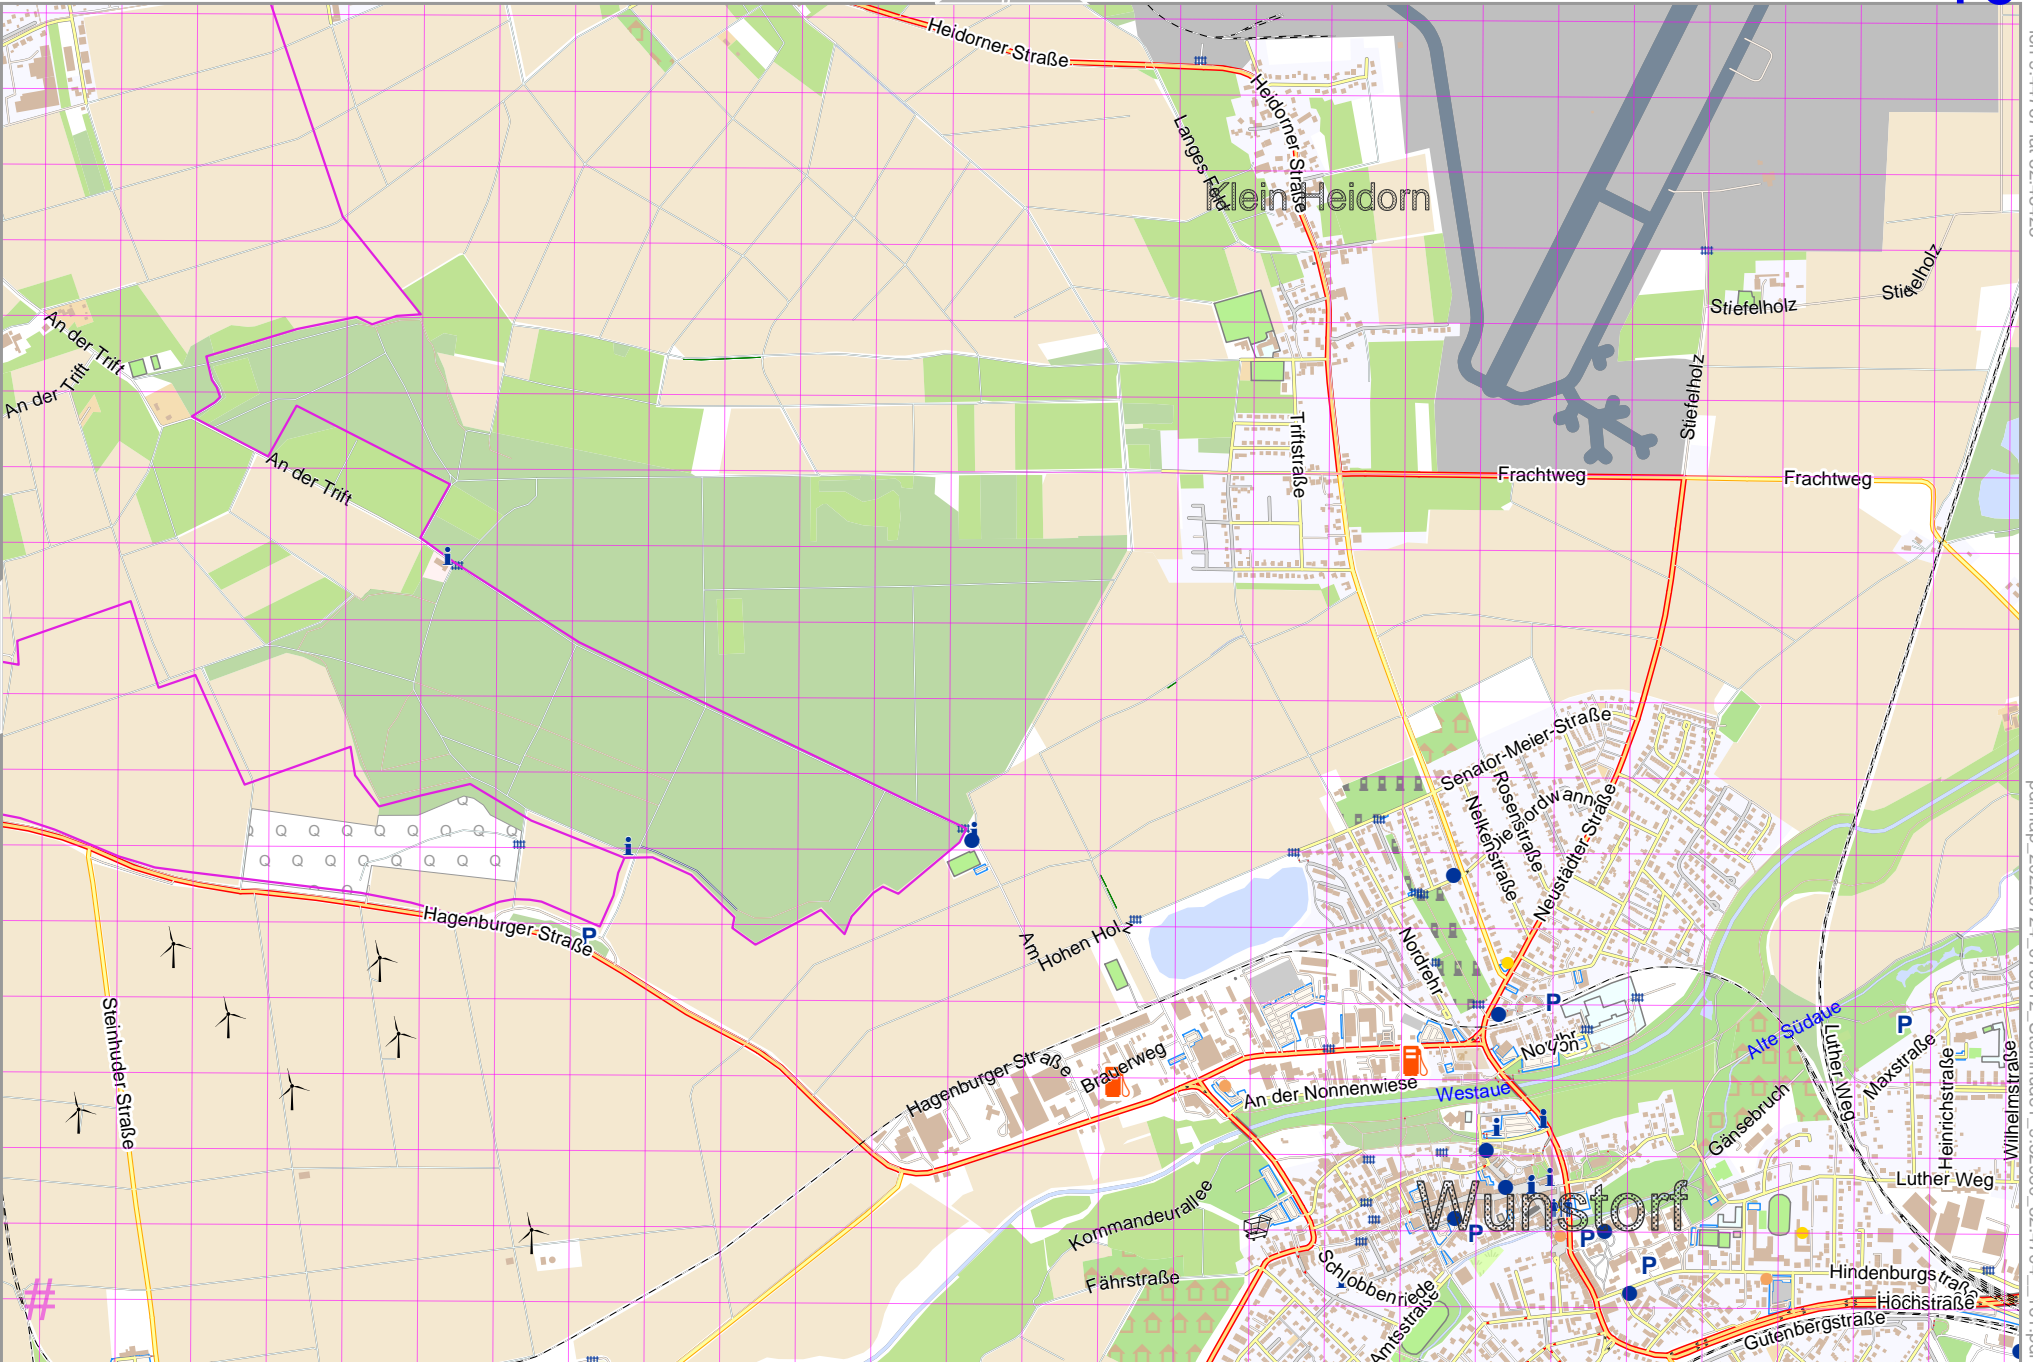 Heidorner Straße
Heidorner-Straße
Langes Feld
Klein Heidorn
Stiefelholz
Stiefelholz
Stiefelholz
An der Trift
An der Trift
An der Trift
Triftstraße
Frachtweg
Frachtweg
Senator-Meier-Straße
Rosenstraße
Nelkenstraße
Neustädter-Straße
Nordrehr
Hagenburger-Straße
Am
Hohen Holz
Steinhuder Straße
Hagenburger-Straße
Brauerweg
An der Nonnenwiese
Westaue
Alte Südaue
Luther Weg
Maxstraße
Heinrichstraße
Wilhelmstraße
Gänsebruch
Luther Weg
Wunstorf
Kommandeurallee
Fährstraße
Schlobbenriede
Amtsstraße
Hindenburgstraße
Hochstraße
Gutenbergstraße
P
P
P
P
P
P
#